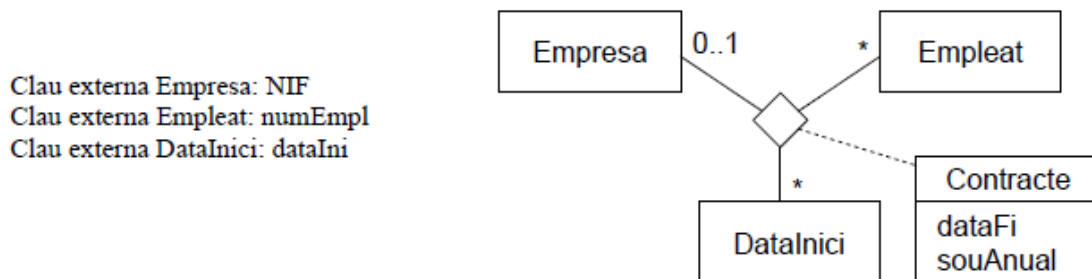 Clau externa Empresa: NIF
Clau externa Empleat: numEmpl
Clau externa DataInici: dataIni
Empresa
0..1
*
Empleat
*
DataInici
Contracte
dataFi
souAnual